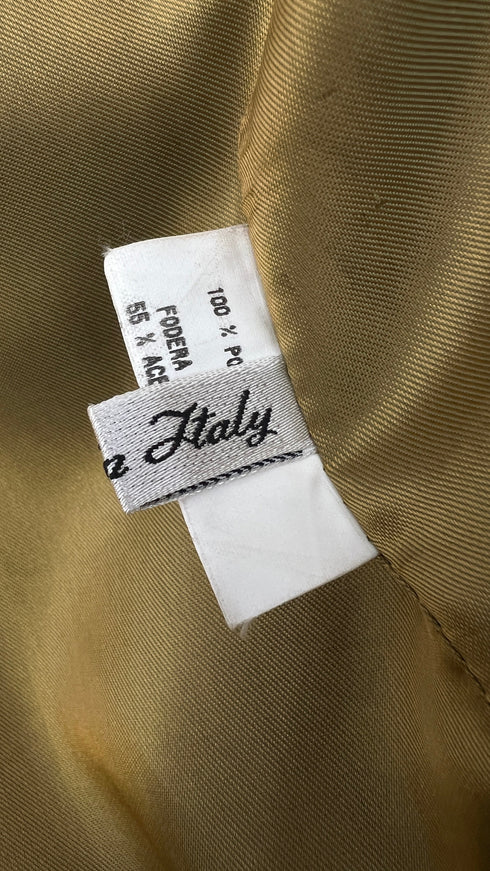 100 % PO
FODERA
55 % ACE
a Italy